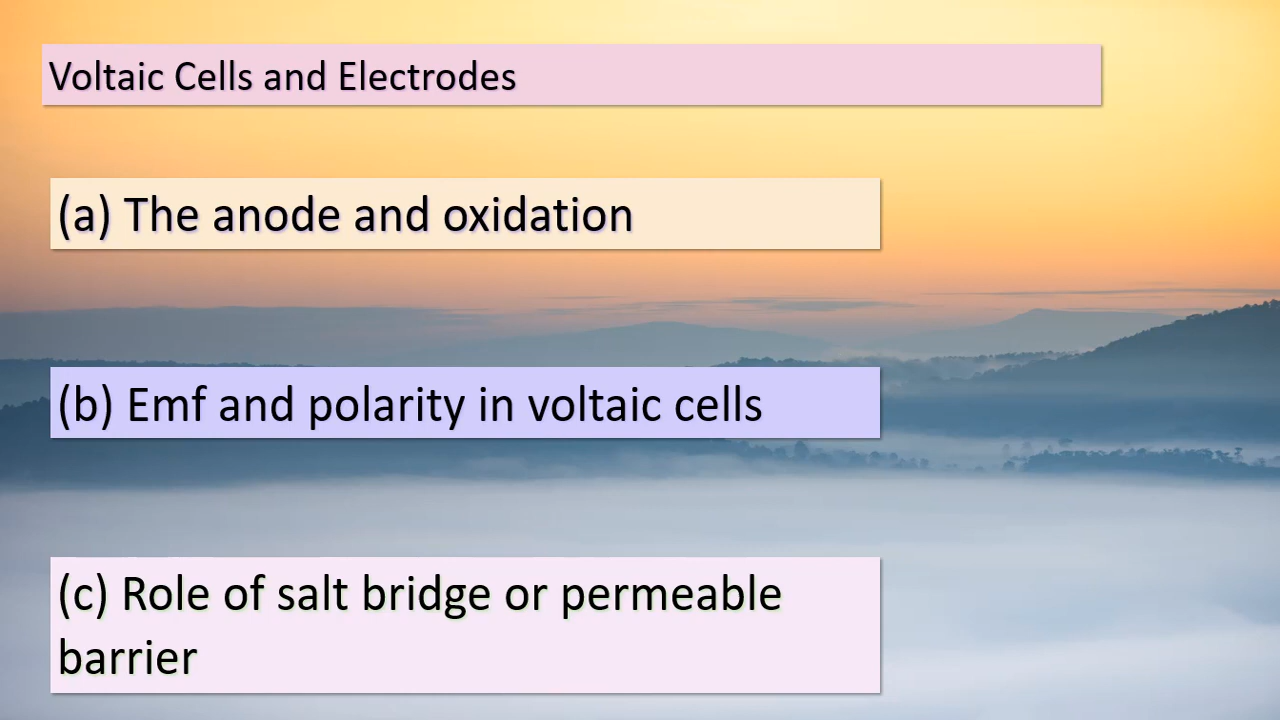 Voltaic Cells and Electrodes
(a) The anode and oxidation
(b) Emf and polarity in voltaic cells
(c) Role of salt bridge or permeable
barrier